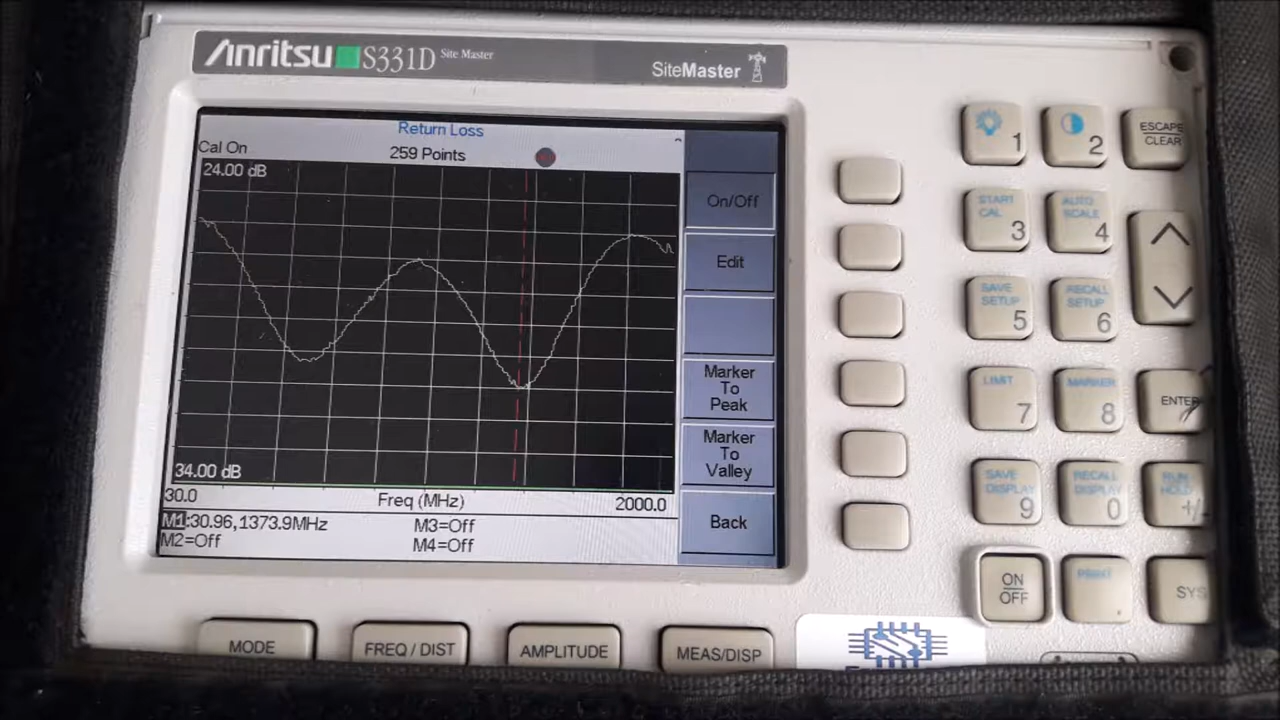 Anritsu S331D Site Master
SiteMaster
Return Loss
Cal On
259 Points
24.00 dB
34.00 dB
30.0
Freq (MHz)
2000.0
M1:30.96,1373.9MHz
M3=Off
M2=Off
M4=Off
On/Off
Edit
Marker
To
Peak
Marker
To
Valley
Back
1
2
ESCAPE
CLEAR
START
CAL
3
AUTO
SCALE
4
SAVE
SETUP
5
RECALL
SETUP
6
LIMIT
7
MARKER
8
ENTER
SAVE
DISPLAY
9
RECALL
DISPLAY
0
RUN
HOLD
+/-
ON
OFF
PRINT
.
SYS
MODE
FREQ / DIST
AMPLITUDE
MEAS/DISP